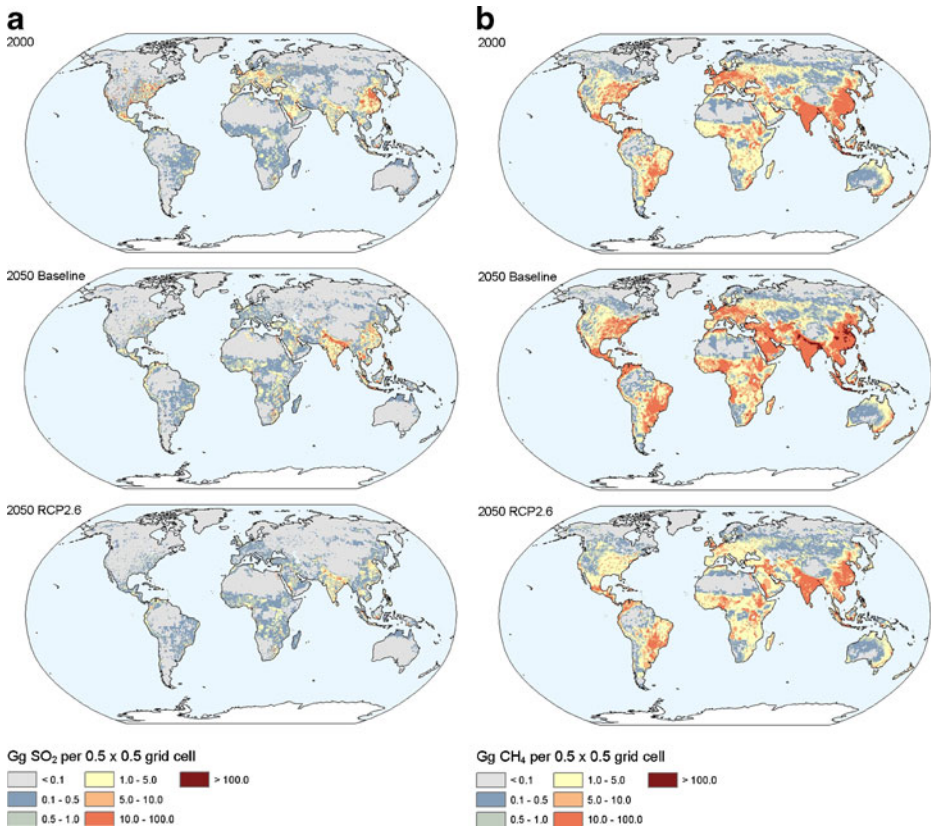 a
b
2000
2000
2050 Baseline
2050 Baseline
2050 RCP2.6
2050 RCP2.6
Gg SO₂ per 0.5 x 0.5 grid cell
< 0.1
1.0 - 5.0
> 100.0
0.1 - 0.5
5.0 - 10.0
0.5 - 1.0
10.0 - 100.0
Gg CH₄ per 0.5 x 0.5 grid cell
< 0.1
1.0 - 5.0
> 100.0
0.1 - 0.5
5.0 - 10.0
0.5 - 1.0
10.0 - 100.0